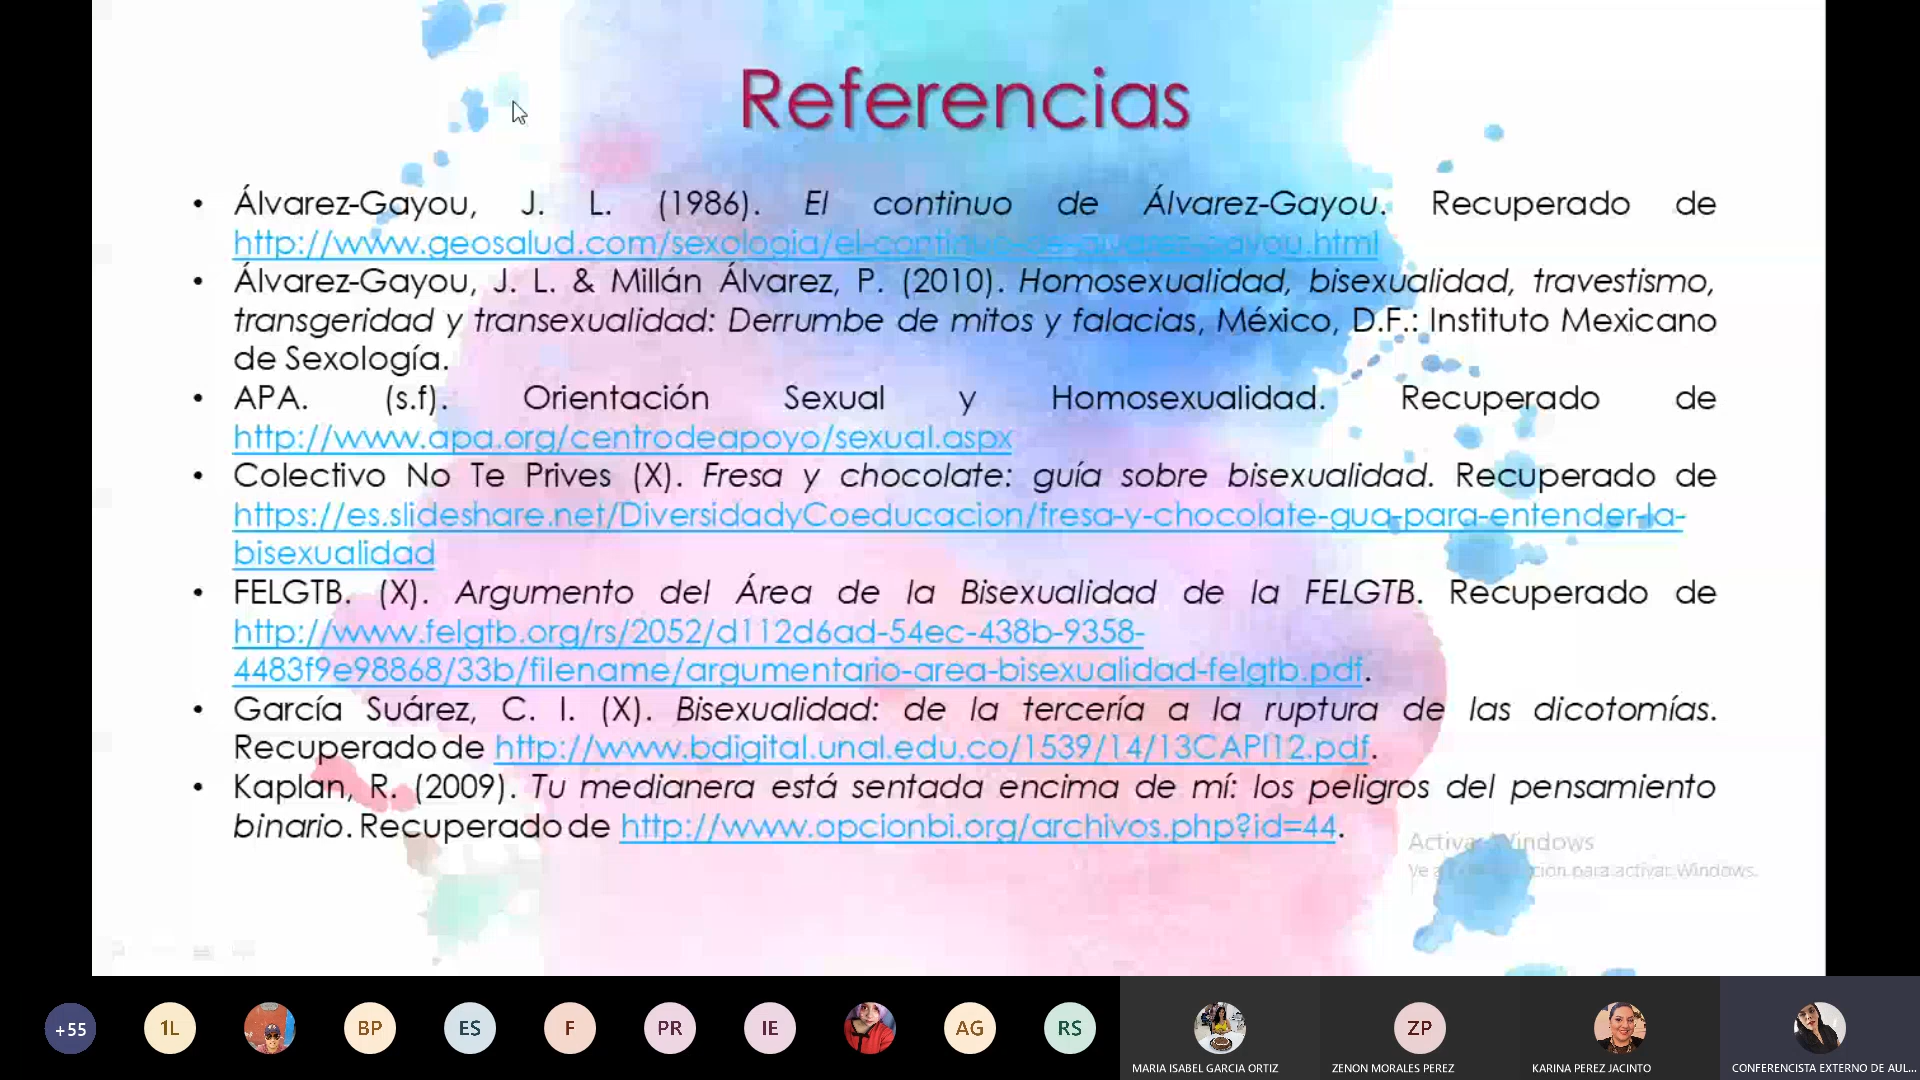 Referencias
• Álvarez-Gayou, J. L. (1986). El continuo de Álvarez-Gayou. Recuperado de
http://www.geosalud.com/sexologia/el-continuo-de-alvarez-gayou.html
• Álvarez-Gayou, J. L. & Millán Álvarez, P. (2010). Homosexualidad, bisexualidad, travestismo,
transgeridad y transexualidad: Derrumbe de mitos y falacias, México, D.F.: Instituto Mexicano
de Sexología.
• APA. (s.f). Orientación Sexual y Homosexualidad. Recuperado de
http://www.apa.org/centrodeapoyo/sexual.aspx
• Colectivo No Te Prives (X). Fresa y chocolate: guía sobre bisexualidad. Recuperado de
https://es.slideshare.net/DiversidadyCoeducacion/fresa-y-chocolate-gua-para-entender-la-
bisexualidad
• FELGTB. (X). Argumento del Área de la Bisexualidad de la FELGTB. Recuperado de
http://www.felgtb.org/rs/2052/d112d6ad-54ec-438b-9358-
4483f9e98868/33b/filename/argumentario-area-bisexualidad-felgtb.pdf.
• García Suárez, C. I. (X). Bisexualidad: de la tercería a la ruptura de las dicotomías.
Recuperado de http://www.bdigital.unal.edu.co/1539/14/13CAPI12.pdf.
• Kaplan, R. (2009). Tu medianera está sentada encima de mí: los peligros del pensamiento
binario. Recuperado de http://www.opcionbi.org/archivos.php?id=44.
Activar Windows
Ve a para activar Windows.
+55 1L BP ES F PR IE AG RS ZP
MARIA ISABEL GARCIA ORTIZ ZENON MORALES PEREZ KARINA PEREZ JACINTO CONFERENCISTA EXTERNO DE AUL...